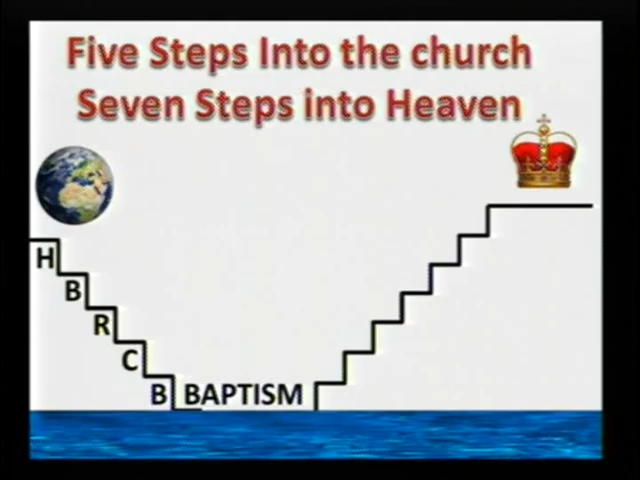 Five Steps Into the church
Seven Steps into Heaven
H
B
R
C
B BAPTISM